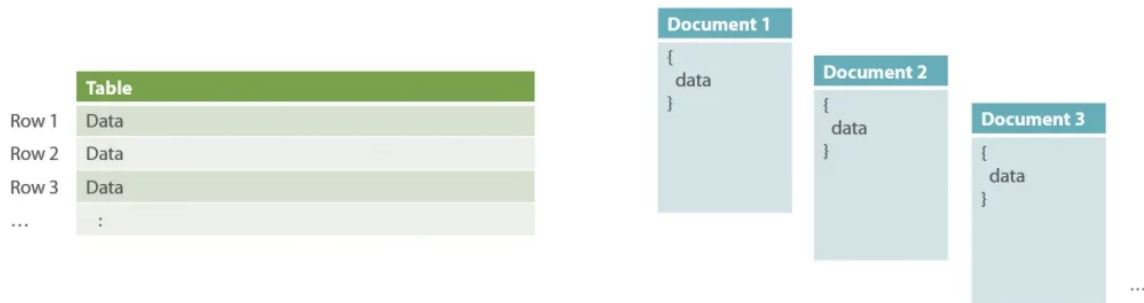 Table
Row 1 Data
Row 2 Data
Row 3 Data
... :
Document 1
{
data
}
Document 2
{
data
}
Document 3
{
data
}
...